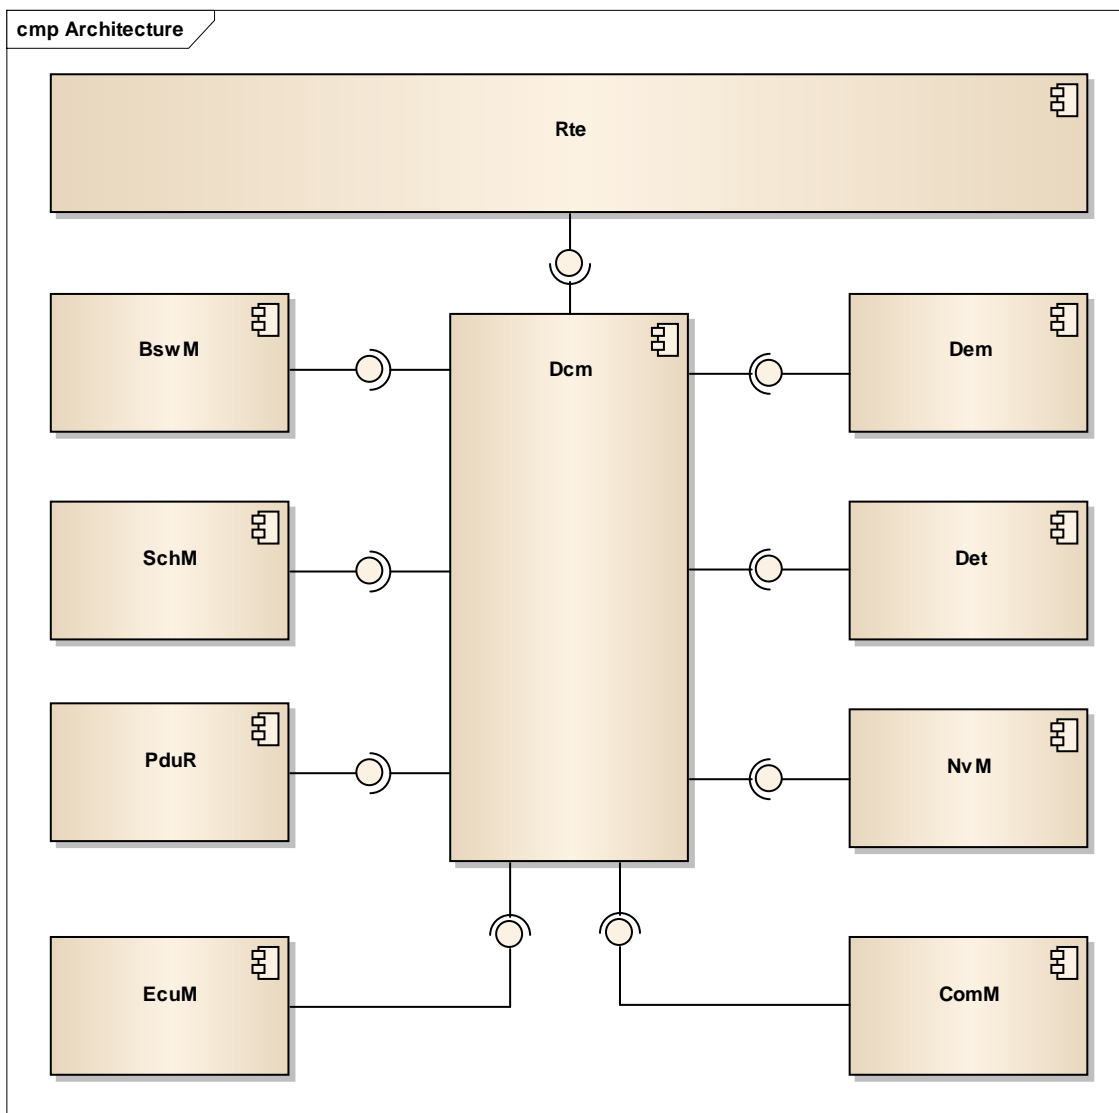 cmp Architecture
Rte
BswM
Dcm
Dem
SchM
Det
PduR
NvM
EcuM
ComM